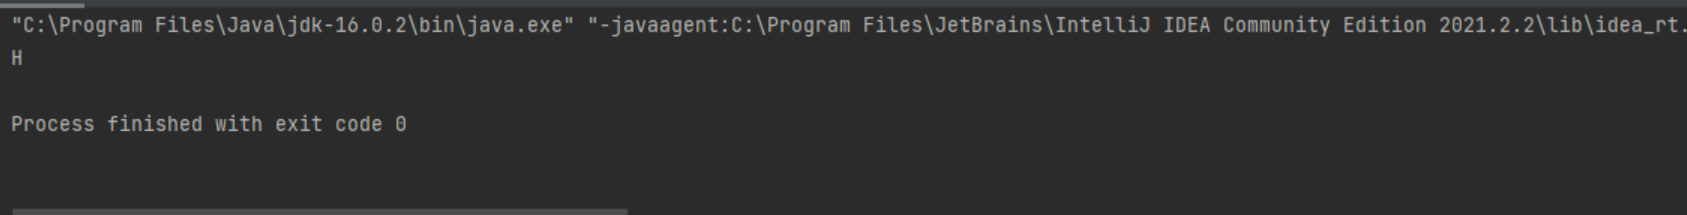 "C:\Program Files\Java\jdk-16.0.2\bin\java.exe" "-javaagent:C:\Program Files\JetBrains\IntelliJ IDEA Community Edition 2021.2.2\lib\idea_rt.
H
Process finished with exit code 0